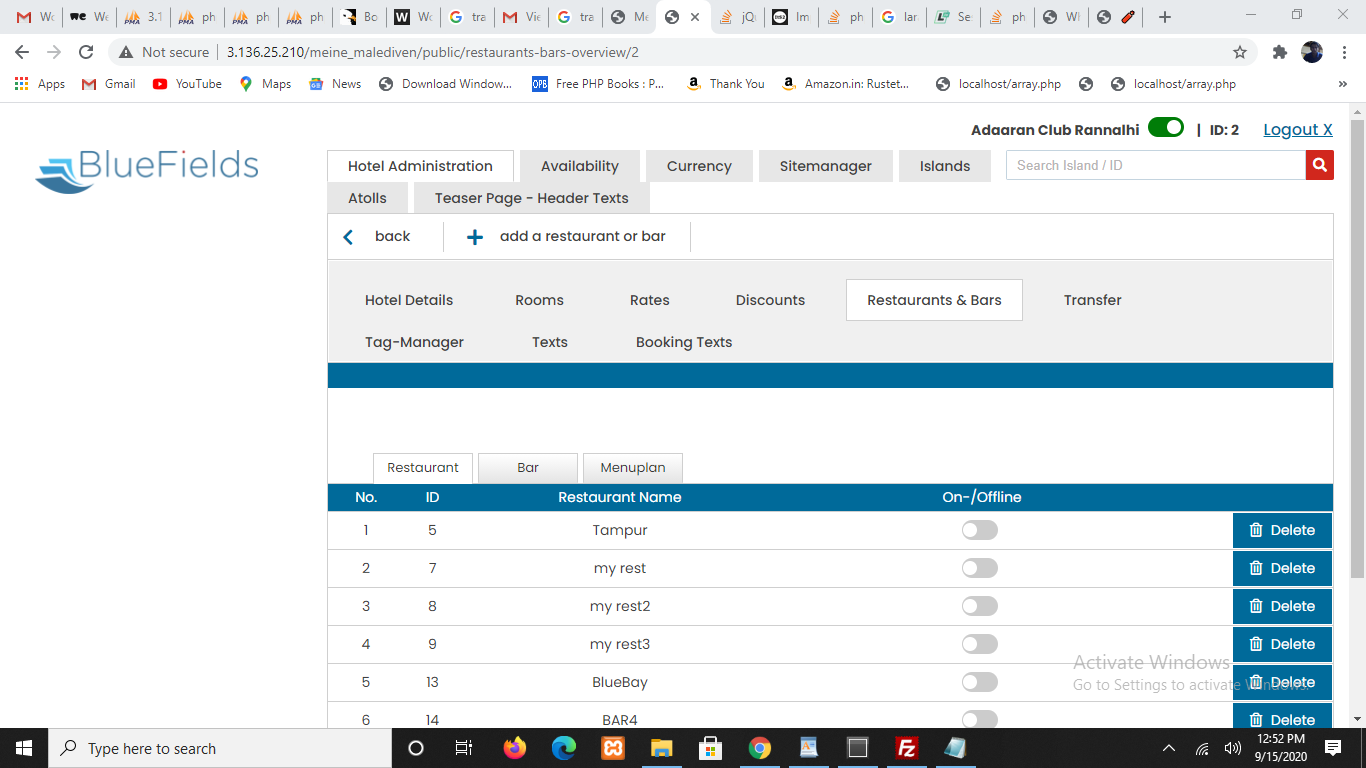 Wo
We
3.1
ph
ph
ph
Bo
Wo
tra
Vie
tra
Me
jQ
Im
ph
lar
Se
ph
Wh
Not secure | 3.136.25.210/meine_malediven/public/restaurants-bars-overview/2
Apps Gmail YouTube Maps News Download Window... Free PHP Books : P... Thank You Amazon.in: Rustet... localhost/array.php localhost/array.php »
Adaaran Club Rannalhi | ID: 2 Logout X
BlueFields
Hotel Administration Availability Currency Sitemanager Islands Search Island / ID
Atolls Teaser Page - Header Texts
back + add a restaurant or bar
Hotel Details Rooms Rates Discounts Restaurants & Bars Transfer
Tag-Manager Texts Booking Texts
Restaurant Bar Menuplan
No. ID Restaurant Name On-/Offline
1 5 Tampur Delete
2 7 my rest Delete
3 8 my rest2 Delete
4 9 my rest3 Delete
5 13 BlueBay Delete
6 14 BAR4 Delete
Activate Windows
Go to Settings to activate Windows.
Type here to search
12:52 PM
9/15/2020